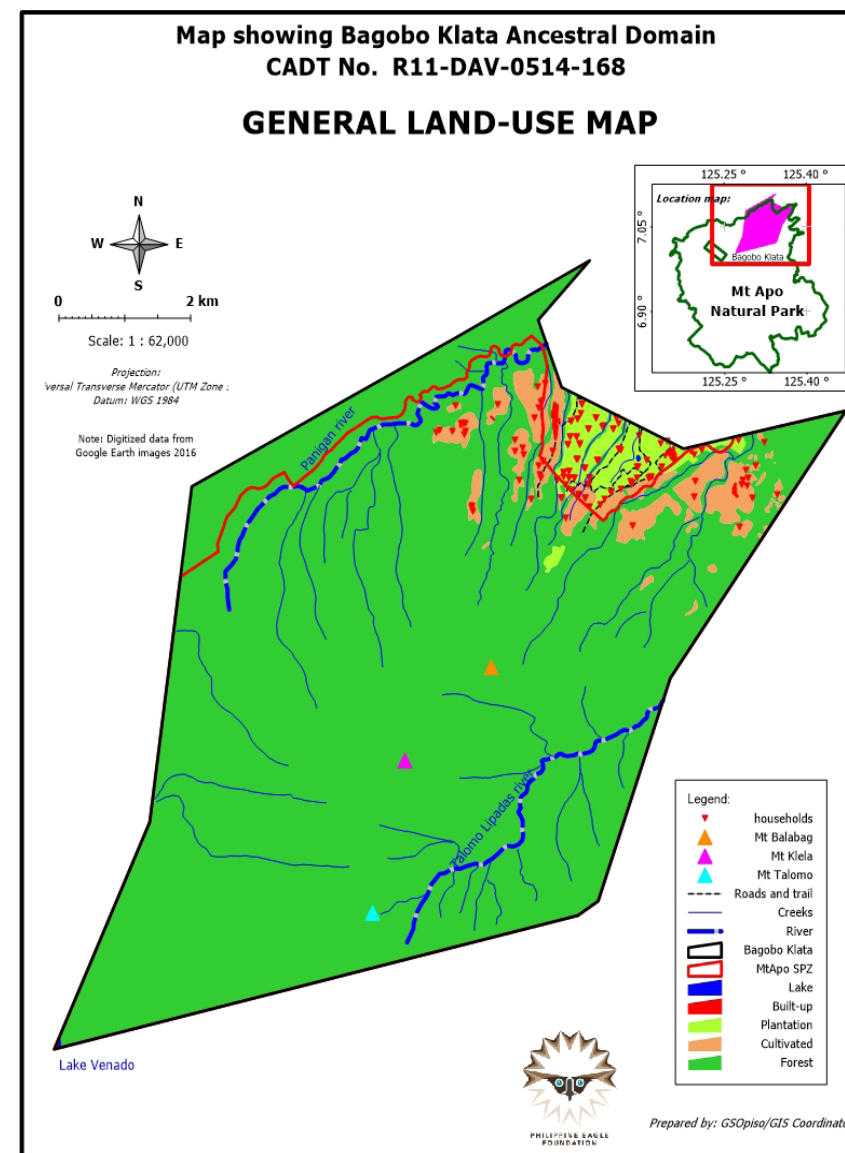 Map showing Bagobo Klata Ancestral Domain
CADT No. R11-DAV-0514-168
GENERAL LAND-USE MAP
N
W E
S
0 2 km
Scale: 1 : 62,000
Projection:
versal Transverse Mercator (UTM Zone
Datum: WGS 1984
Note: Digitized data from
Google Earth images 2016
125.25 ° 125.40 °
Location map:
7.05 °
Bagobo Klata
Mt Apo
Natural Park
6.90 °
125.25 ° 125.40 °
Panigan river
Talomo Lipadas river
Lake Venado
Legend:
households
Mt Balabag
Mt Klela
Mt Talomo
Roads and trail
Creeks
River
Bagobo Klata
MtApo SPZ
Lake
Built-up
Plantation
Cultivated
Forest
PHILIPPINE EAGLE
FOUNDATION
Prepared by: GSOpiso/GIS Coordinato